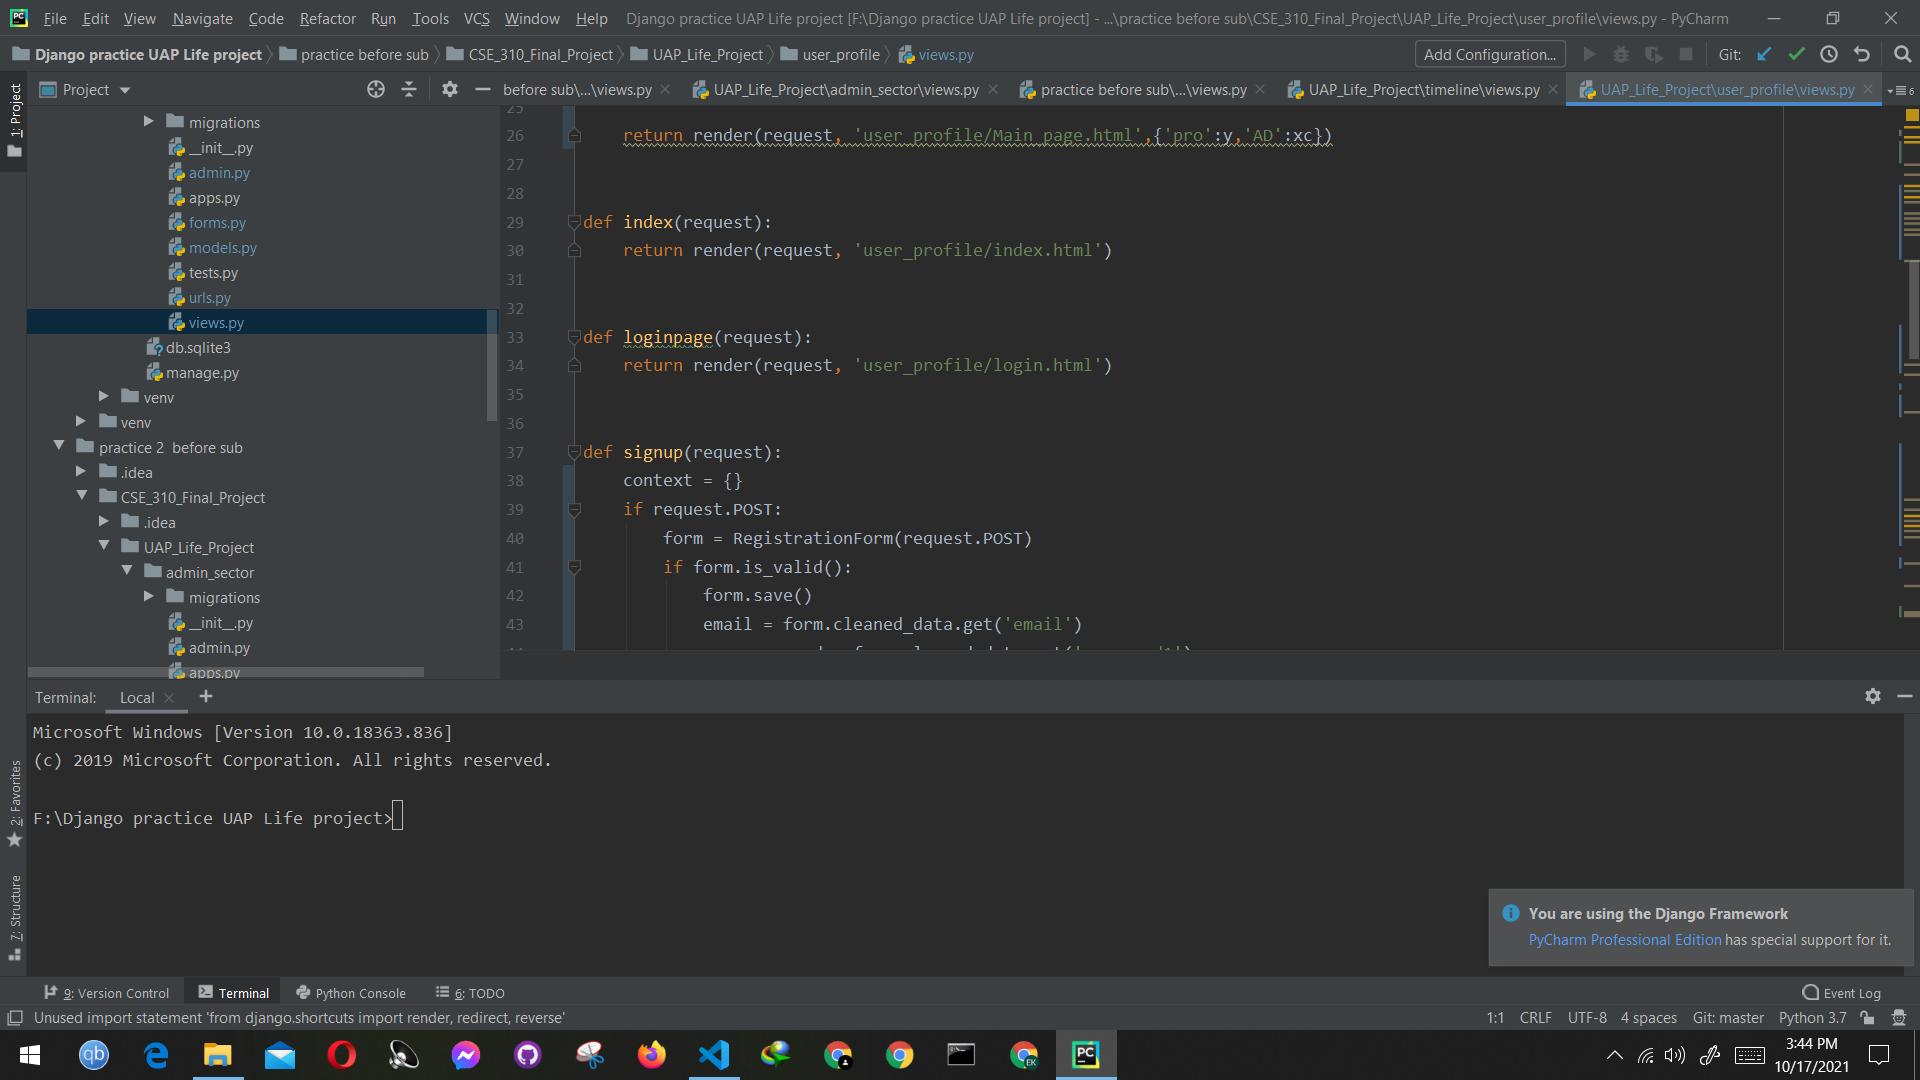 File Edit View Navigate Code Refactor Run Tools VCS Window Help Django practice UAP Life project [F:\Django practice UAP Life project] - ...\practice before sub\CSE_310_Final_Project\UAP_Life_Project\user_profile\views.py - PyCharm
Django practice UAP Life project practice before sub CSE_310_Final_Project UAP_Life_Project user_profile views.py Add Configuration... Git:
1: Project
Project before sub\...\views.py UAP_Life_Project\admin_sector\views.py practice before sub\...\views.py UAP_Life_Project\timeline\views.py UAP_Life_Project\user_profile\views.py 6
migrations
__init__.py
admin.py
apps.py
forms.py
models.py
tests.py
urls.py
views.py
db.sqlite3
manage.py
venv
venv
practice 2 before sub
.idea
CSE_310_Final_Project
.idea
UAP_Life_Project
admin_sector
migrations
__init__.py
admin.py
apps.py
25
26 return render(request, 'user_profile/Main_page.html',{'pro':y,'AD':xc})
27
28
29 def index(request):
30 return render(request, 'user_profile/index.html')
31
32
33 def loginpage(request):
34 return render(request, 'user_profile/login.html')
35
36
37 def signup(request):
38 context = {}
39 if request.POST:
40 form = RegistrationForm(request.POST)
41 if form.is_valid():
42 form.save()
43 email = form.cleaned_data.get('email')
Terminal: Local +
Microsoft Windows [Version 10.0.18363.836]
(c) 2019 Microsoft Corporation. All rights reserved.
F:\Django practice UAP Life project>
2: Favorites
7: Structure
You are using the Django Framework
PyCharm Professional Edition has special support for it.
9: Version Control Terminal Python Console 6: TODO Event Log
Unused import statement 'from django.shortcuts import render, redirect, reverse' 1:1 CRLF UTF-8 4 spaces Git: master Python 3.7
qb EK PC
3:44 PM
10/17/2021